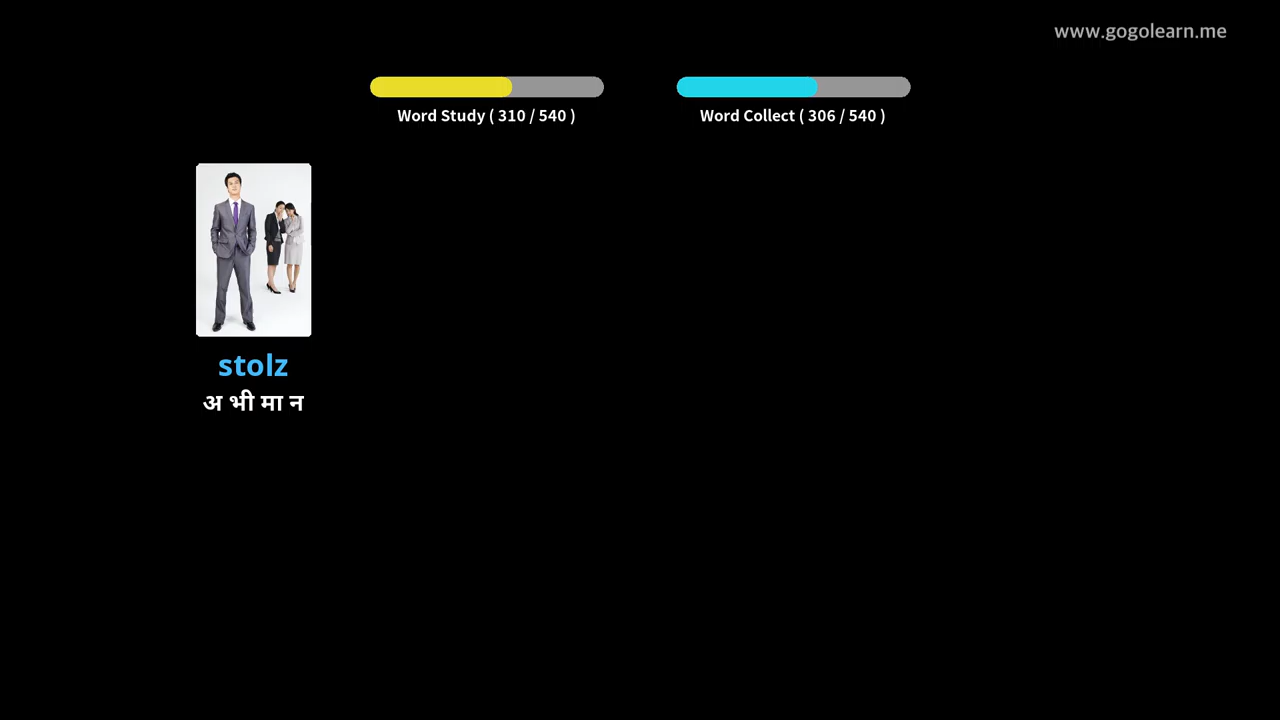 www.gogolearn.me
Word Study ( 310 / 540 )
Word Collect ( 306 / 540 )
stolz
अ भी मा न